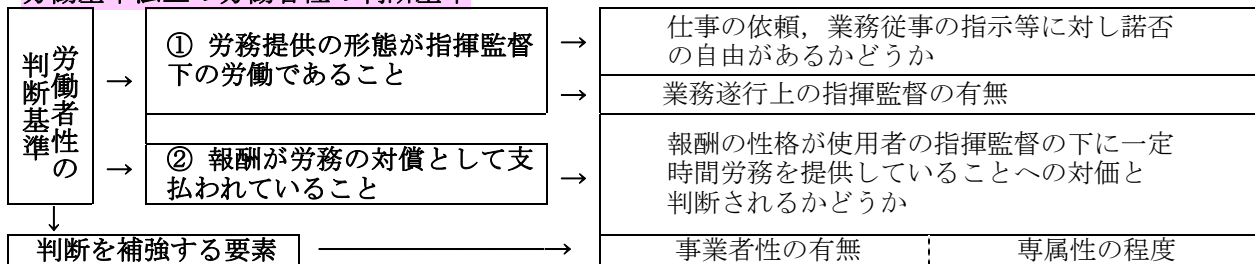 労働基準法上の労働者性の判断基準
労働者性の
判断基準
→
① 労務提供の形態が指揮監督
下の労働であること
→
仕事の依頼，業務従事の指示等に対し諾否
の自由があるかどうか
→
業務遂行上の指揮監督の有無
→
② 報酬が労務の対償として支
払われていること
→
報酬の性格が使用者の指揮監督の下に一定
時間労務を提供していることへの対価と
判断されるかどうか
↓
判断を補強する要素
→
事業者性の有無
専属性の程度